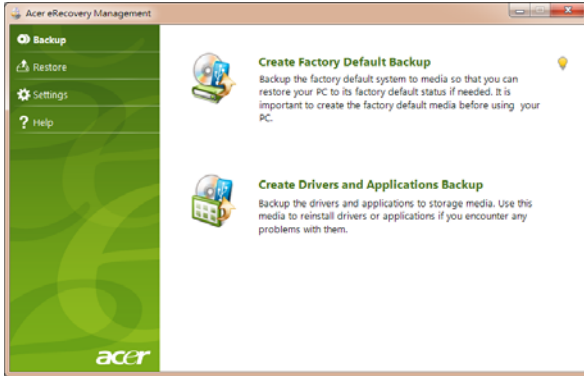 Acer eRecovery Management
Backup
Restore
Settings
Help
Create Factory Default Backup
Backup the factory default system to media so that you can
restore your PC to its factory default status if needed. It is
important to create the factory default media before using your
PC.
Create Drivers and Applications Backup
Backup the drivers and applications to storage media. Use this
media to reinstall drivers or applications if you encounter any
problems with them.
acer